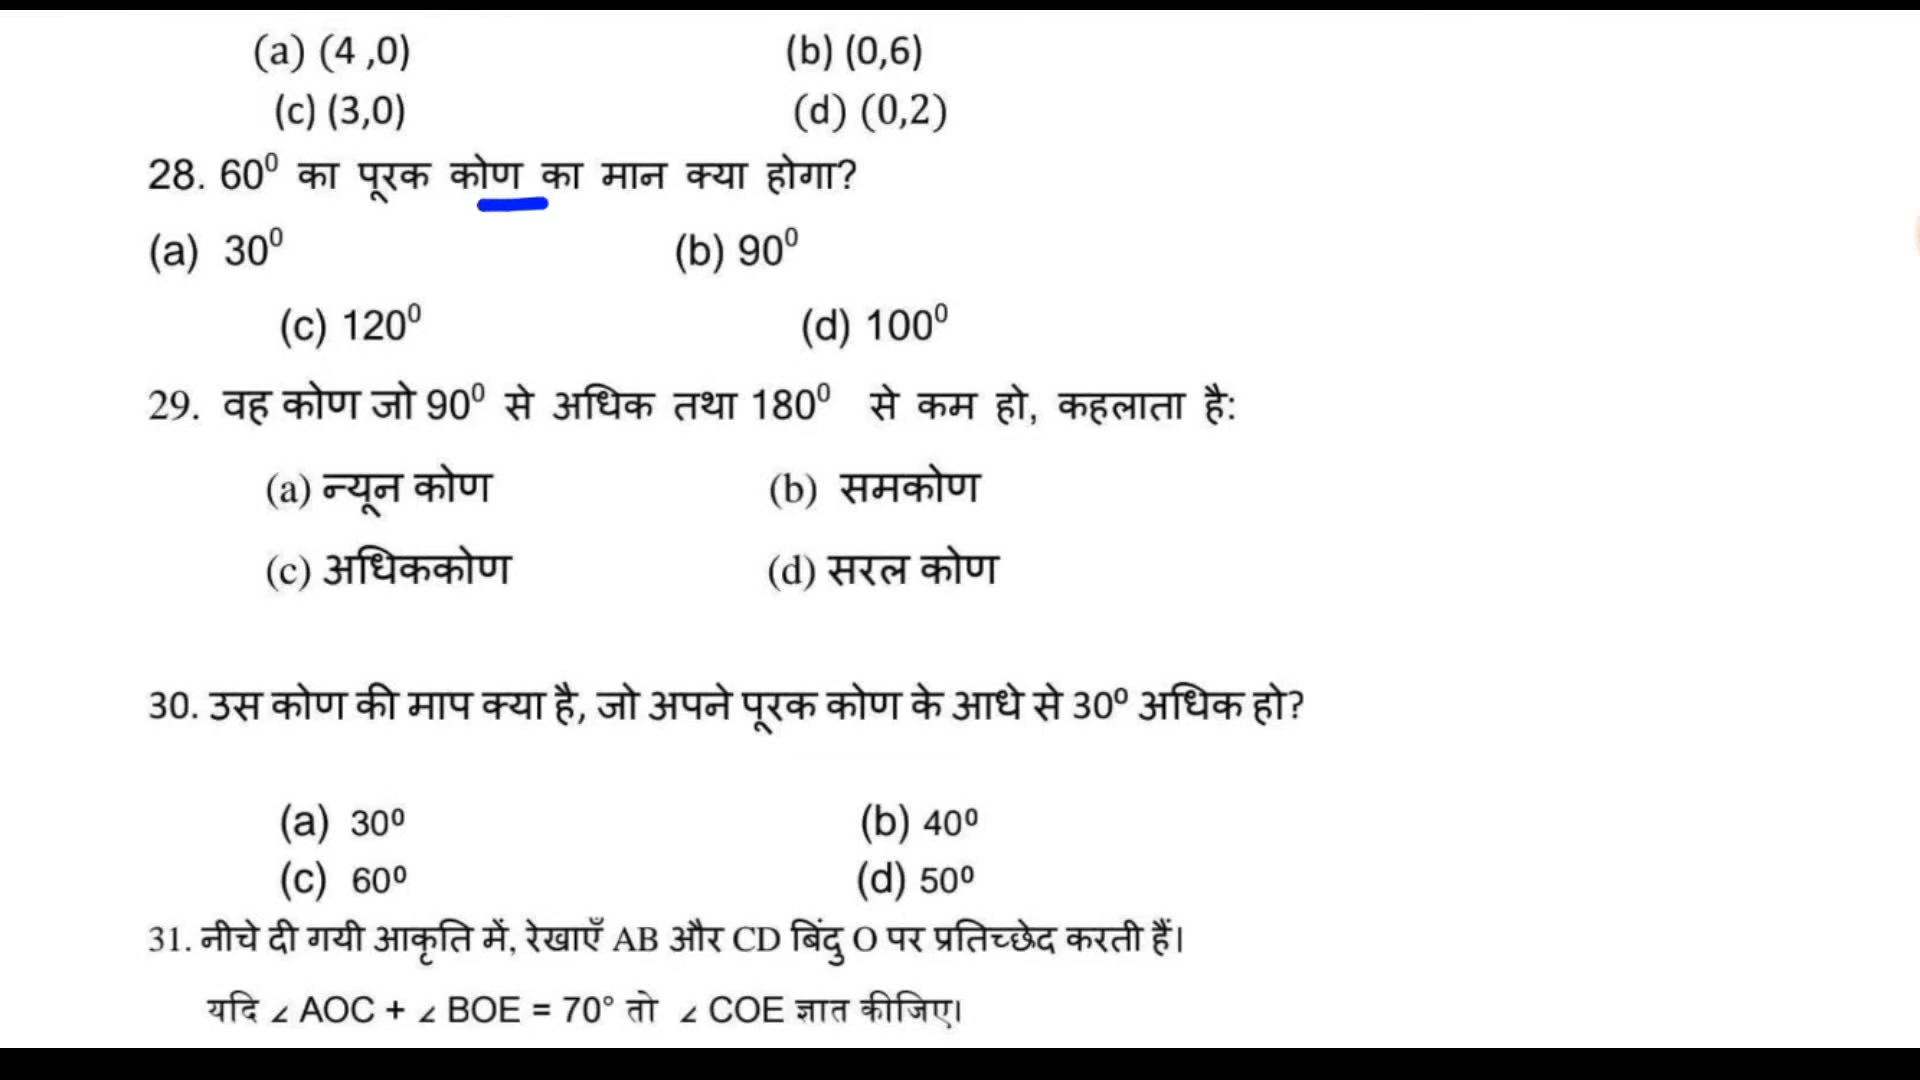 (a) (4 ,0) (b) (0,6)
(c) (3,0) (d) (0,2)
28. 60⁰ का पूरक कोण का मान क्या होगा?
(a) 30⁰ (b) 90⁰
(c) 120⁰ (d) 100⁰
29. वह कोण जो 90⁰ से अधिक तथा 180⁰ से कम हो, कहलाता है:
(a) न्यून कोण (b) समकोण
(c) अधिककोण (d) सरल कोण
30. उस कोण की माप क्या है, जो अपने पूरक कोण के आधे से 30⁰ अधिक हो?
(a) 30⁰ (b) 40⁰
(c) 60⁰ (d) 50⁰
31. नीचे दी गयी आकृति में, रेखाएँ AB और CD बिंदु O पर प्रतिच्छेद करती हैं।
यदि ∠ AOC + ∠ BOE = 70° तो ∠ COE ज्ञात कीजिए।